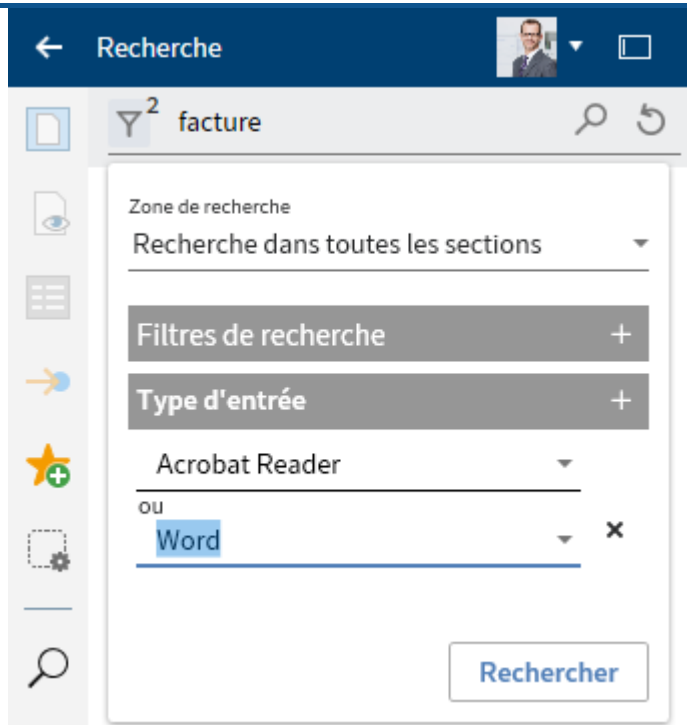 Recherche
2
facture
Zone de recherche
Recherche dans toutes les sections
Filtres de recherche +
Type d'entrée +
Acrobat Reader
ou
Word
Rechercher